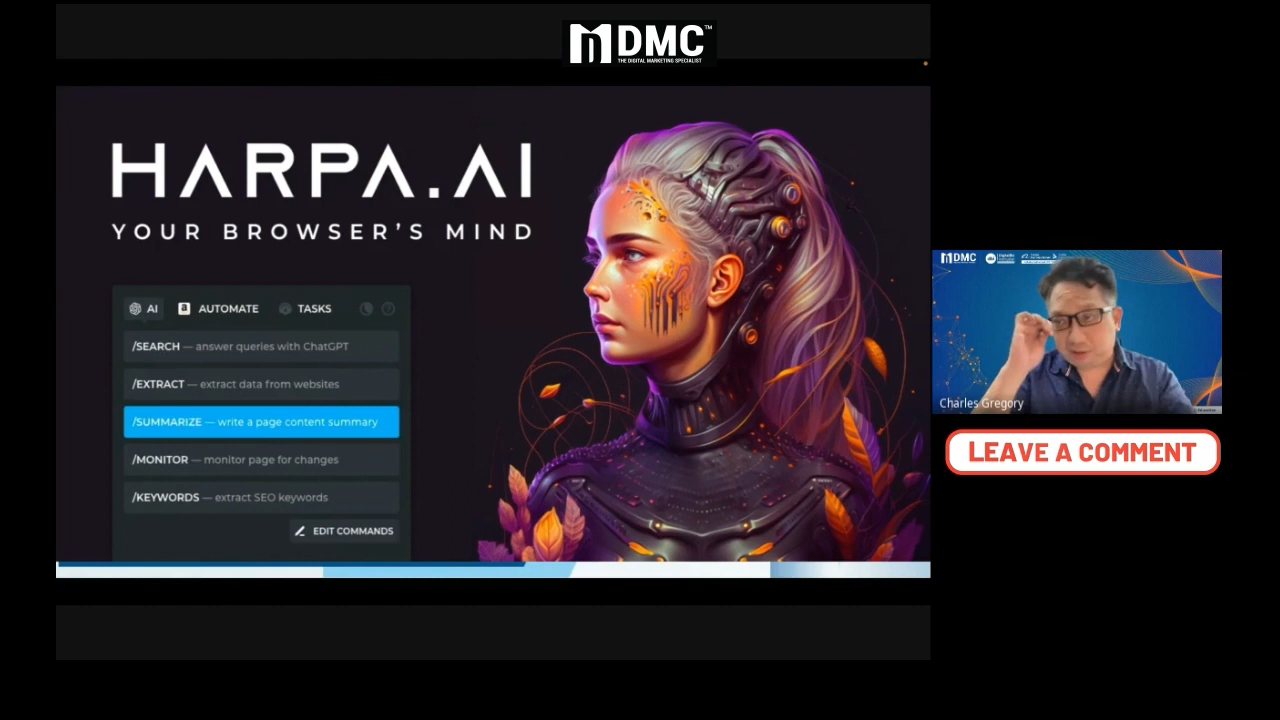 DMC™
THE DIGITAL MARKETING SPECIALIST
HARPA.AI
YOUR BROWSER'S MIND
AI
AUTOMATE
TASKS
/SEARCH — answer queries with ChatGPT
/EXTRACT — extract data from websites
/SUMMARIZE — write a page content summary
/MONITOR — monitor page for changes
/KEYWORDS — extract SEO keywords
EDIT COMMANDS
DMC
Charles Gregory
LEAVE A COMMENT